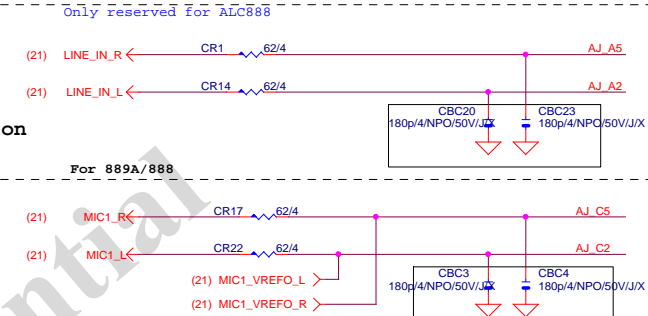 Only reserved for ALC888
(21) LINE_IN_R CR1 62/4 AJ_A5
(21) LINE_IN_L CR14 62/4 AJ_A2
CBC20 CBC23
180p/4/NPO/50V/J/X 180p/4/NPO/50V/J/X
on
For 889A/888
(21) MIC1_R CR17 62/4 AJ_C5
(21) MIC1_L CR22 62/4 AJ_C2
(21) MIC1_VREFO_L
CBC3 CBC4
180p/4/NPO/50V/J/X 180p/4/NPO/50V/J/X
(21) MIC1_VREFO_R
ential